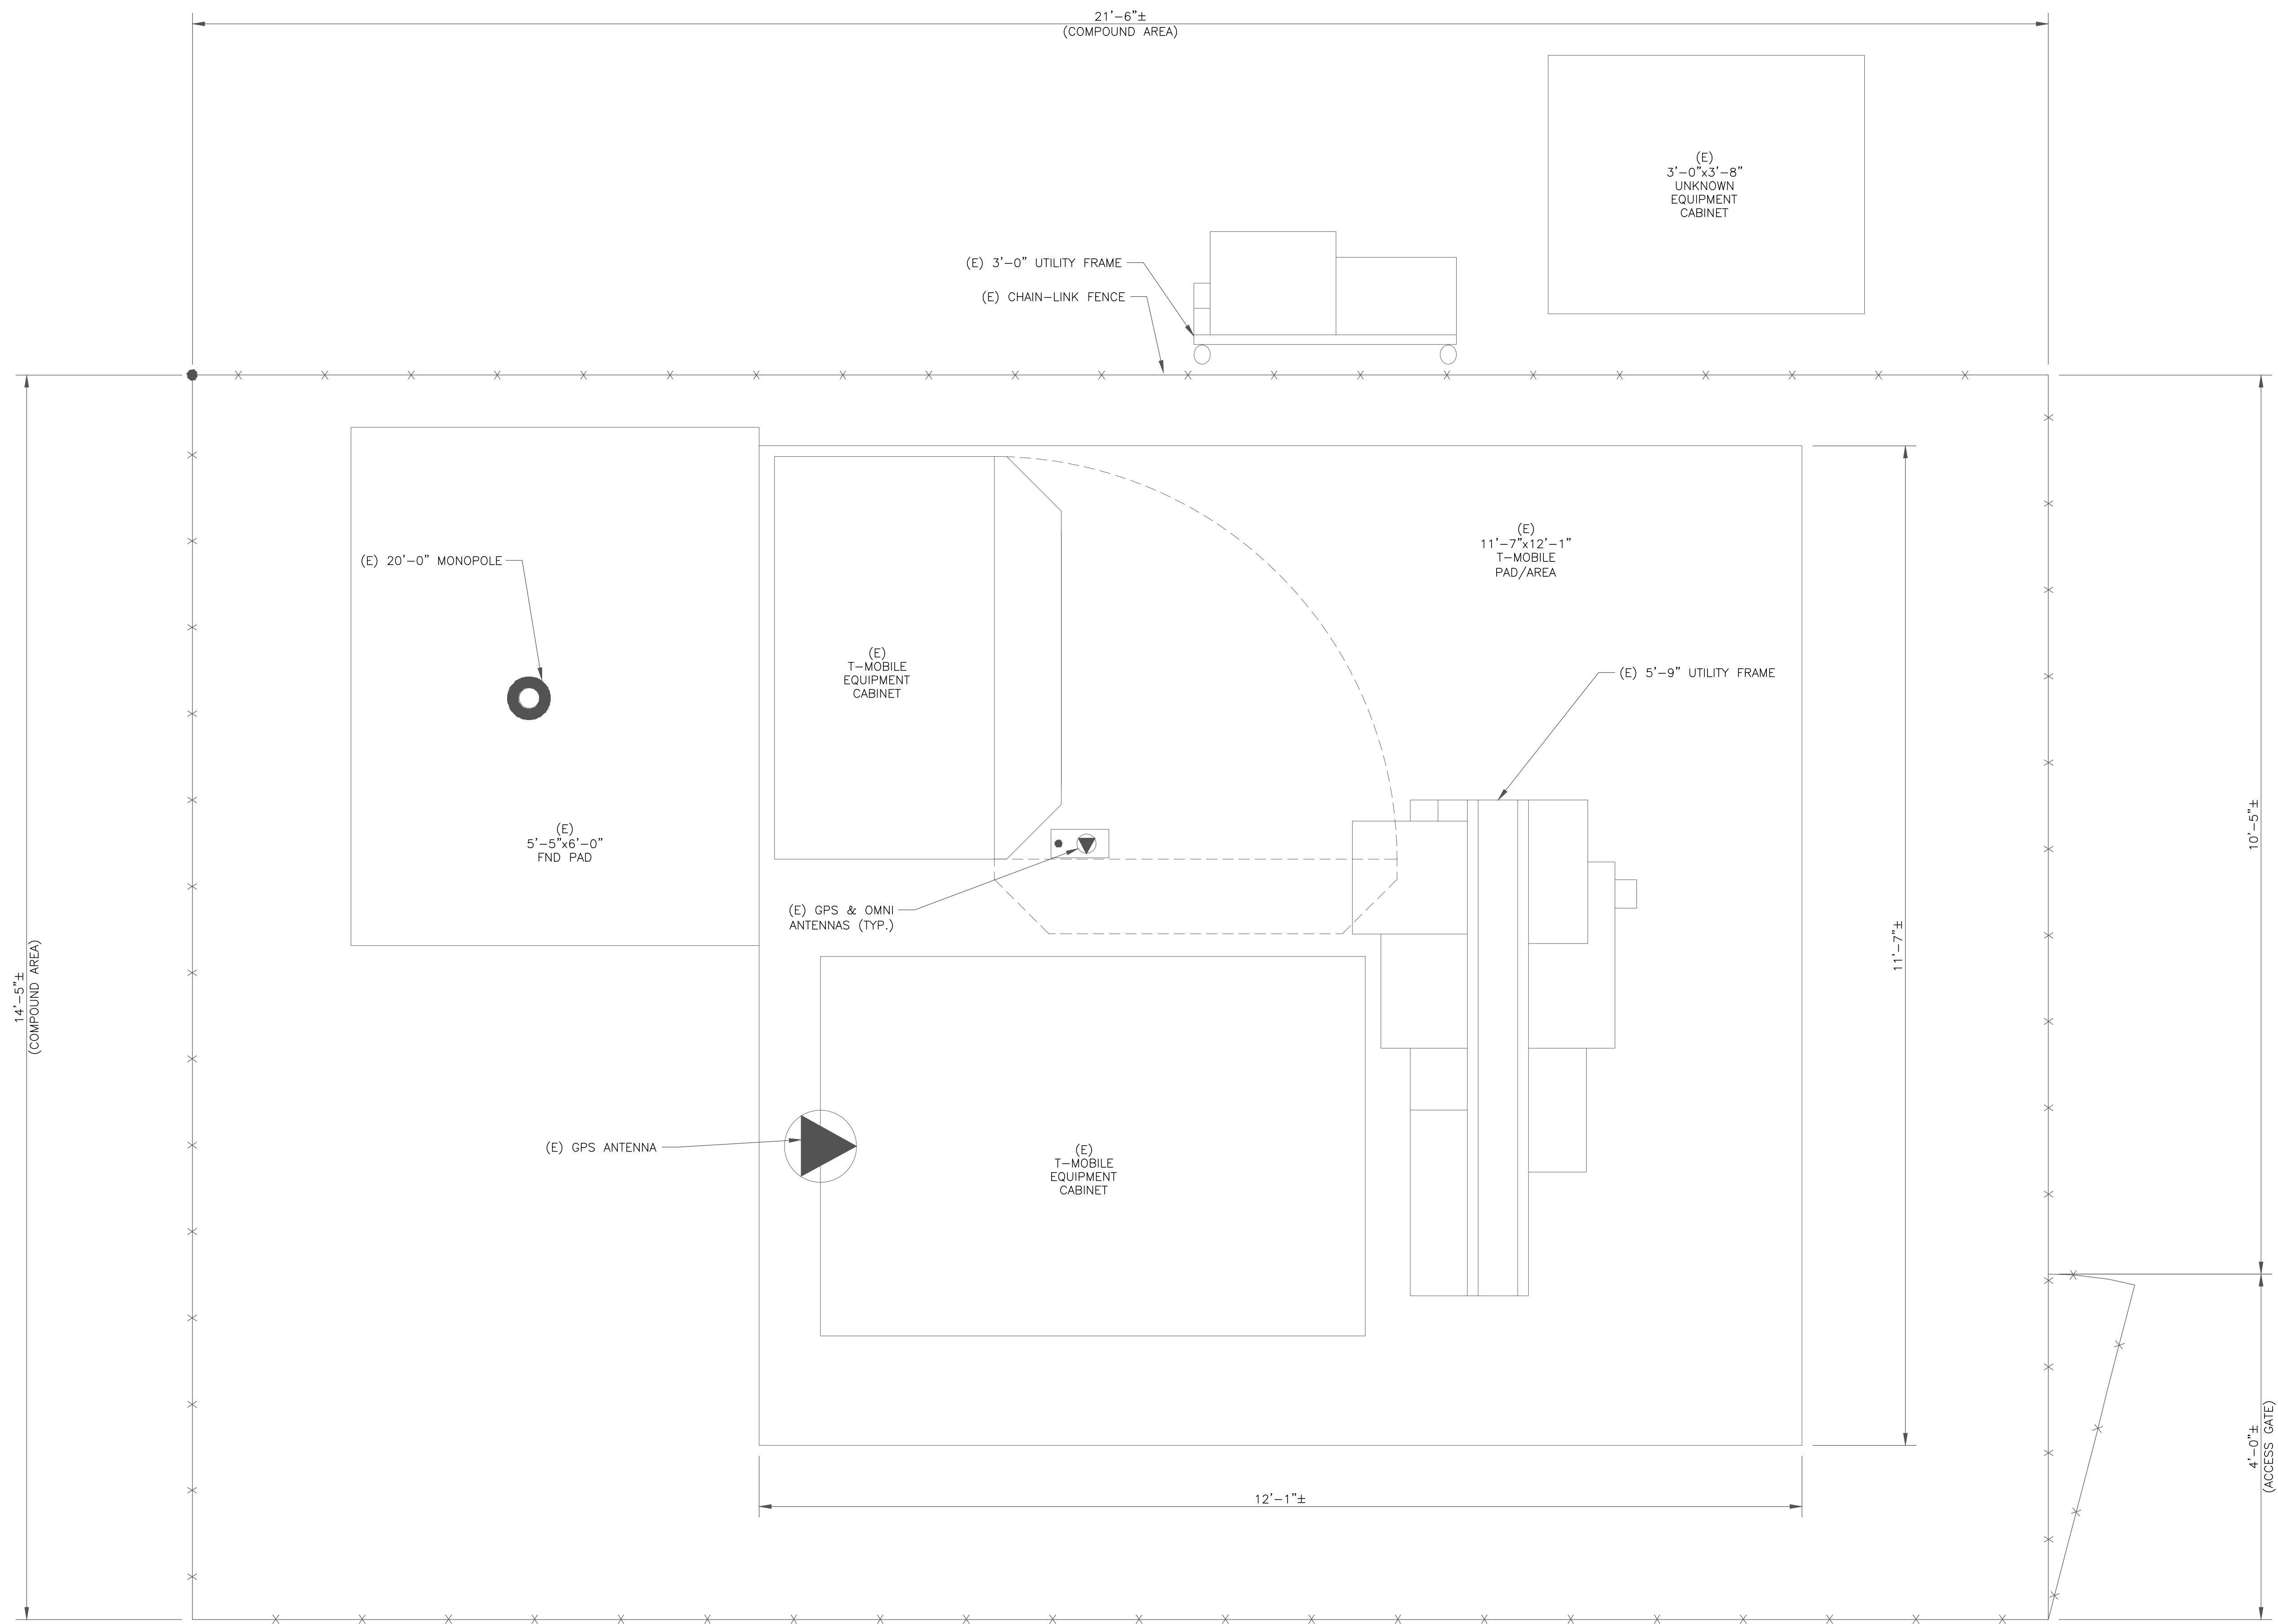 21'-6"±
(COMPOUND AREA)
(E)
3'-0"x3'-8"
UNKNOWN
EQUIPMENT
CABINET
(E) 3'-0" UTILITY FRAME
(E) CHAIN-LINK FENCE
(E)
11'-7"x12'-1"
T-MOBILE
PAD/AREA
(E) 20'-0" MONOPOLE
(E)
T-MOBILE
EQUIPMENT
CABINET
(E) 5'-9" UTILITY FRAME
(E)
5'-5"x6'-0"
FND PAD
10'-5"±
(E) GPS & OMNI
ANTENNAS (TYP.)
11'-7"±
14'-5"±
(COMPOUND AREA)
(E) GPS ANTENNA
(E)
T-MOBILE
EQUIPMENT
CABINET
4'-0"±
(ACCESS GATE)
12'-1"±